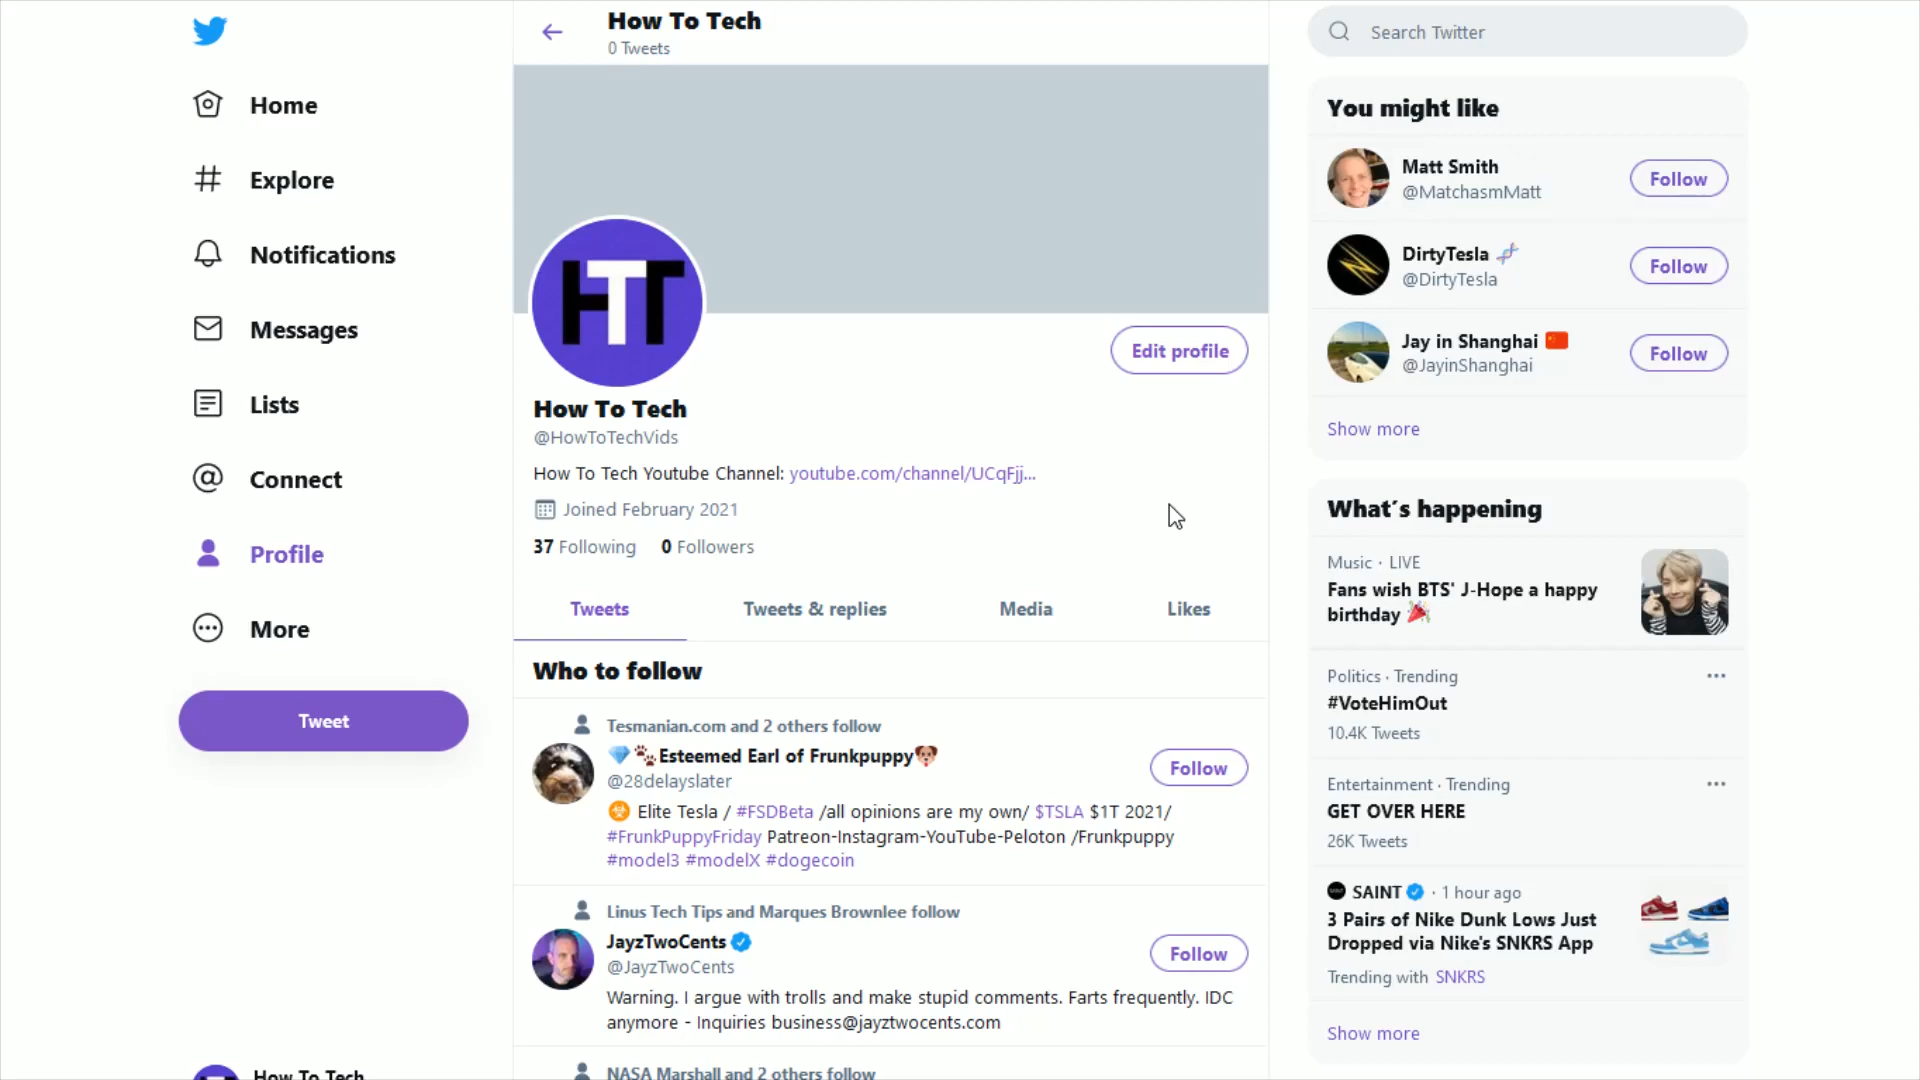 Home
Explore
Notifications
Messages
Lists
Connect
Profile
More
Tweet
How To Tech
How To Tech
0 Tweets
HTT
Edit profile
How To Tech
@HowToTechVids
How To Tech Youtube Channel: youtube.com/channel/UCqFjj...
Joined February 2021
37 Following 0 Followers
Tweets Tweets & replies Media Likes
Who to follow
Tesmanian.com and 2 others follow
💎🐾Esteemed Earl of Frunkpuppy🐶
@28delayslater
Follow
☣️ Elite Tesla / #FSDBeta /all opinions are my own/ $TSLA $1T 2021/
#FrunkPuppyFriday Patreon-Instagram-YouTube-Peloton /Frunkpuppy
#model3 #modelX #dogecoin
Linus Tech Tips and Marques Brownlee follow
JayzTwoCents
@JayzTwoCents
Follow
Warning. I argue with trolls and make stupid comments. Farts frequently. IDC
anymore - Inquiries business@jayztwocents.com
NASA Marshall and 2 others follow
Search Twitter
You might like
Matt Smith
@MatchasmMatt
Follow
DirtyTesla 🧬
@DirtyTesla
Follow
Jay in Shanghai 🇨🇳
@JayinShanghai
Follow
Show more
What´s happening
Music · LIVE
Fans wish BTS' J-Hope a happy
birthday 🎉
Politics · Trending
#VoteHimOut
10.4K Tweets
Entertainment · Trending
GET OVER HERE
26K Tweets
SAINT · 1 hour ago
3 Pairs of Nike Dunk Lows Just
Dropped via Nike's SNKRS App
Trending with SNKRS
Show more